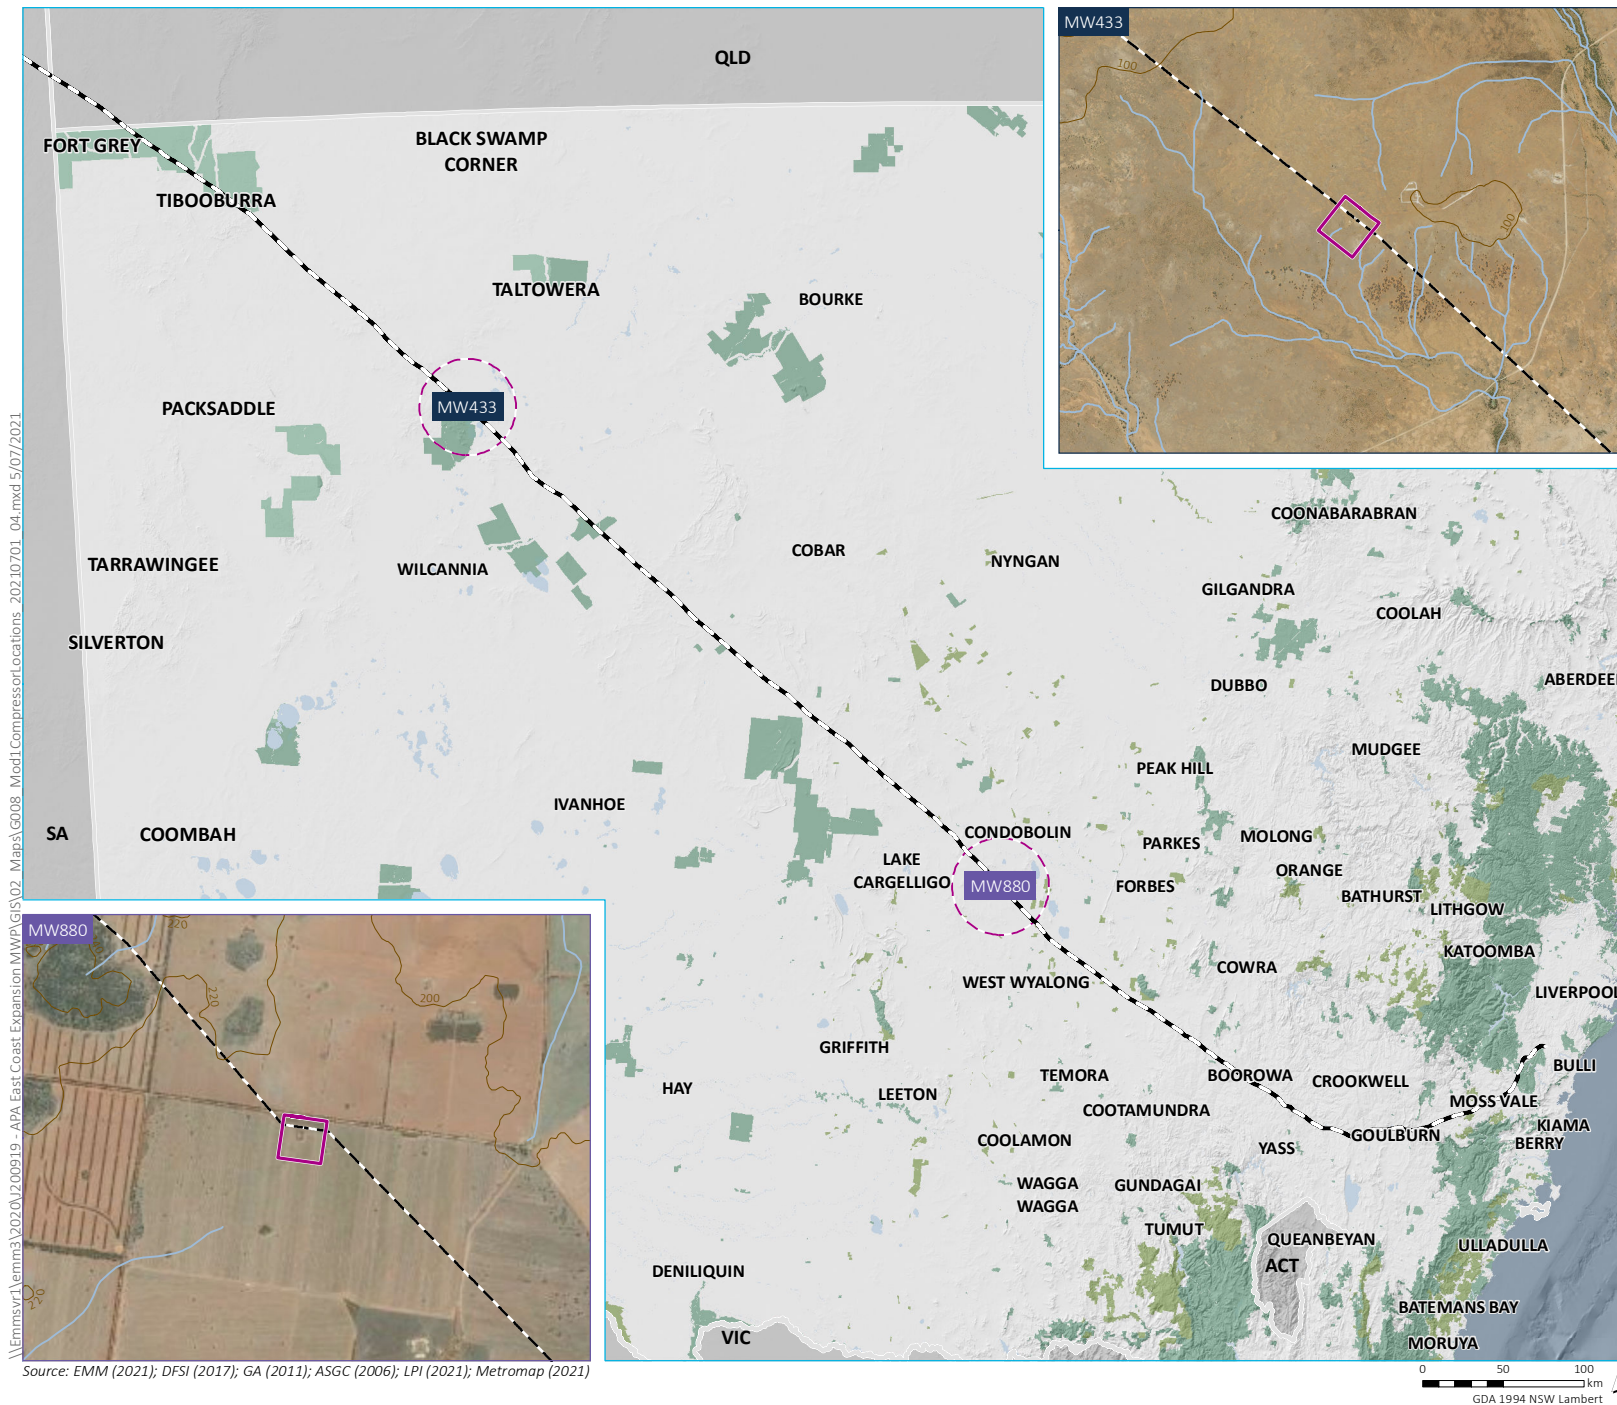 MW433
100
100
QLD
FORT GREY
BLACK SWAMP
CORNER
TIBOOBURRA
TALTOWERA
BOURKE
PACKSADDLE
MW433
COONABARABRAN
TARRAWINGEE
WILCANNIA
COBAR
NYNGAN
GILGANDRA
COOLAH
SILVERTON
DUBBO
ABERDEE
MUDGEE
PEAK HILL
IVANHOE
SA
COOMBAH
CONDOBOLIN
PARKES
MOLONG
LAKE
CARGELLIGO
MW880
FORBES
ORANGE
BATHURST
LITHGOW
KATOOMBA
COWRA
WEST WYALONG
LIVERPOOL
GRIFFITH
HAY
LEETON
TEMORA
BOOROWA
CROOKWELL
BULLI
COOTAMUNDRA
MOSS VALE
COOLAMON
GOULBURN
KIAMA
BERRY
YASS
WAGGA
WAGGA
GUNDAGAI
TUMUT
QUEANBEYAN
ACT
ULLADULLA
DENILIQUIN
BATEMANS BAY
VIC
MORUYA
MW880
220
220
200
220
\\Emmsvr1\emm3\2020\J200919 - APA East Coast Expansion MWP\GIS\02_Maps\G008_Mod1CompressorLocations_20210701_04.mxd 5/07/2021
Source: EMM (2021); DFSI (2017); GA (2011); ASGC (2006); LPI (2021); Metromap (2021)
0 50 100
km
GDA 1994 NSW Lambert